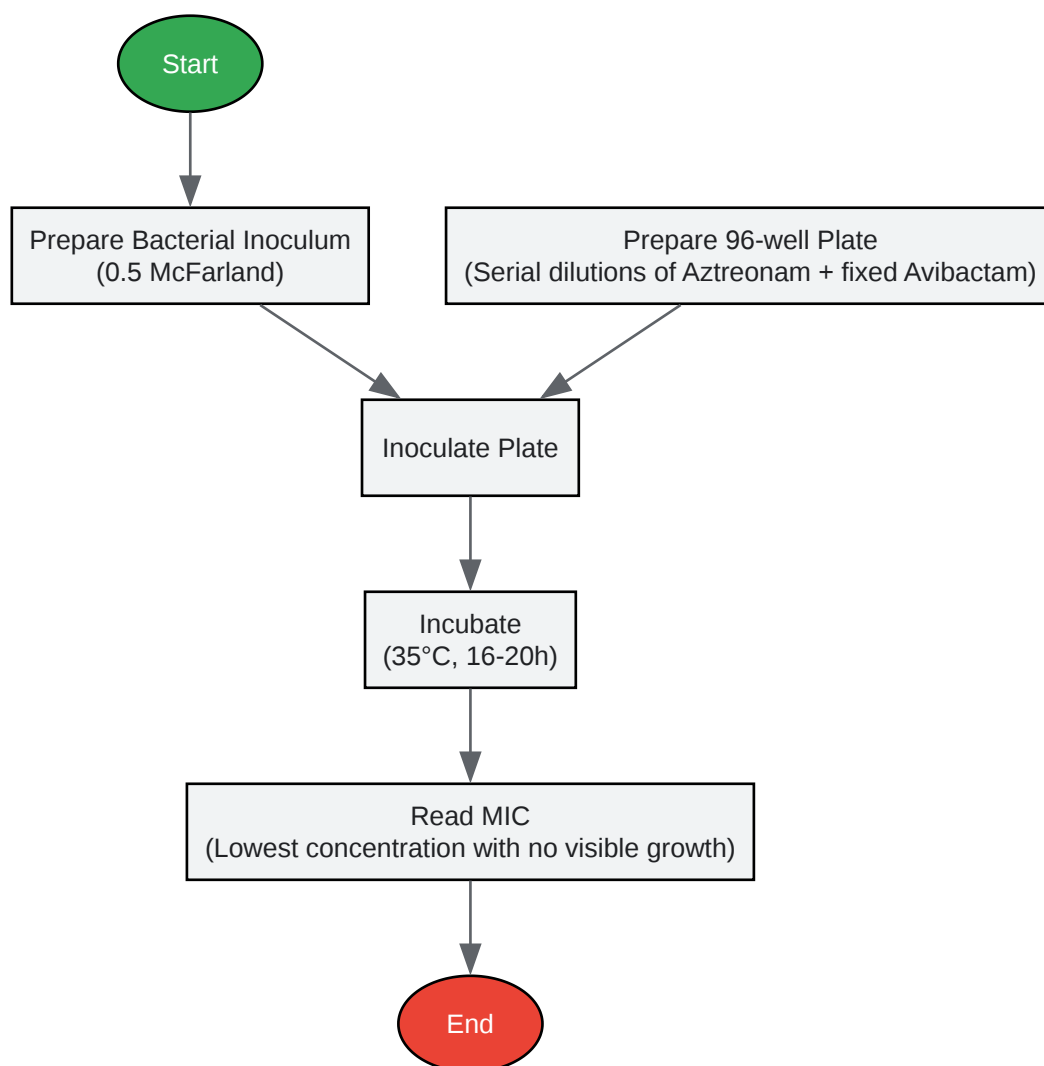 Start
Prepare Bacterial Inoculum
(0.5 McFarland)
Prepare 96-well Plate
(Serial dilutions of Aztreonam + fixed Avibactam)
Inoculate Plate
Incubate
(35°C, 16-20h)
Read MIC
(Lowest concentration with no visible growth)
End